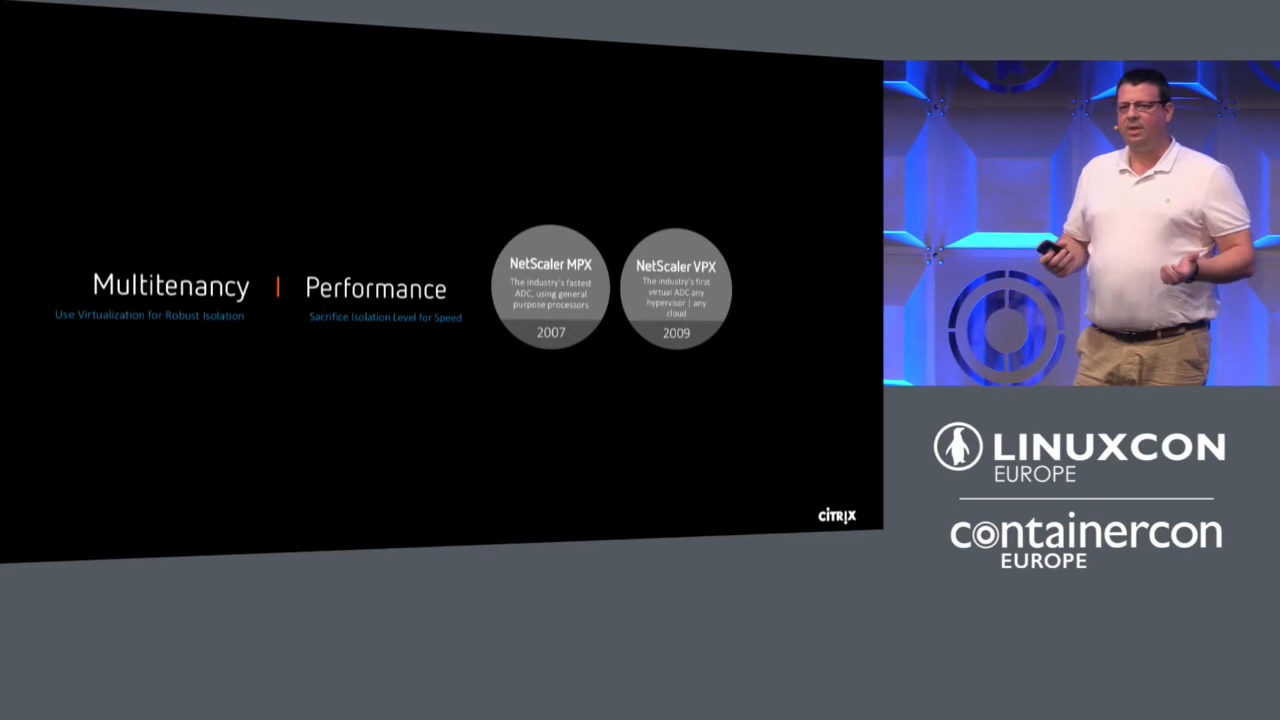 Multitenancy | Performance
Use Virtualization for Robust Isolation
Sacrifice Isolation Level for Speed
NetScaler MPX
The industry's fastest
ADC, using general
purpose processors
2007
NetScaler VPX
The industry's first
virtual ADC any
hypervisor | any
cloud
2009
CITRIX
LINUXCON
EUROPE
containercon
EUROPE